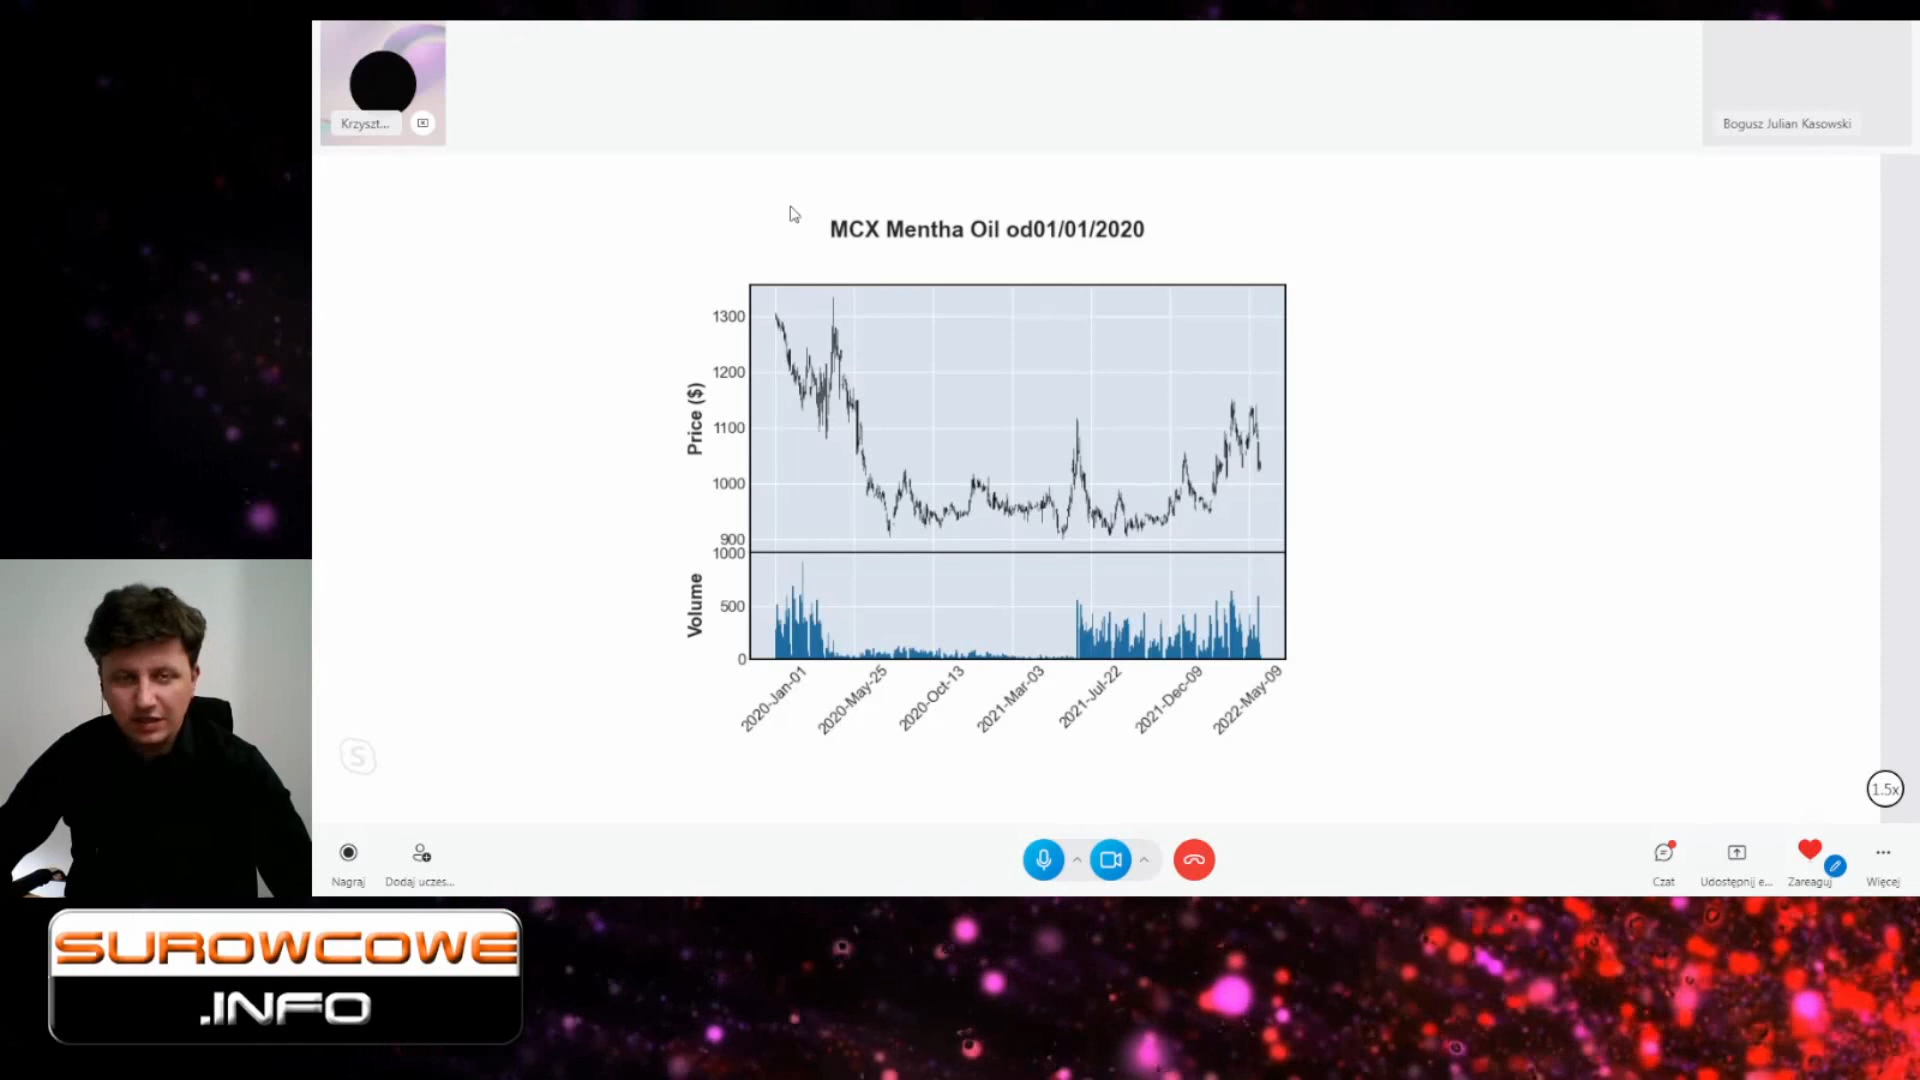 Krzyszt...
Bogusz Julian Kasowski
MCX Mentha Oil od01/01/2020
Price ($)
1300
1200
1100
1000
900
Volume
1000
500
0
2020-Jan-01
2020-May-25
2020-Oct-13
2021-Mar-03
2021-Jul-22
2021-Dec-09
2022-May-09
S
1.5x
Nagraj
Dodaj uczes...
Czat
Udostępnij e...
Zareaguj
Więcej
SUROWCOWE
.INFO